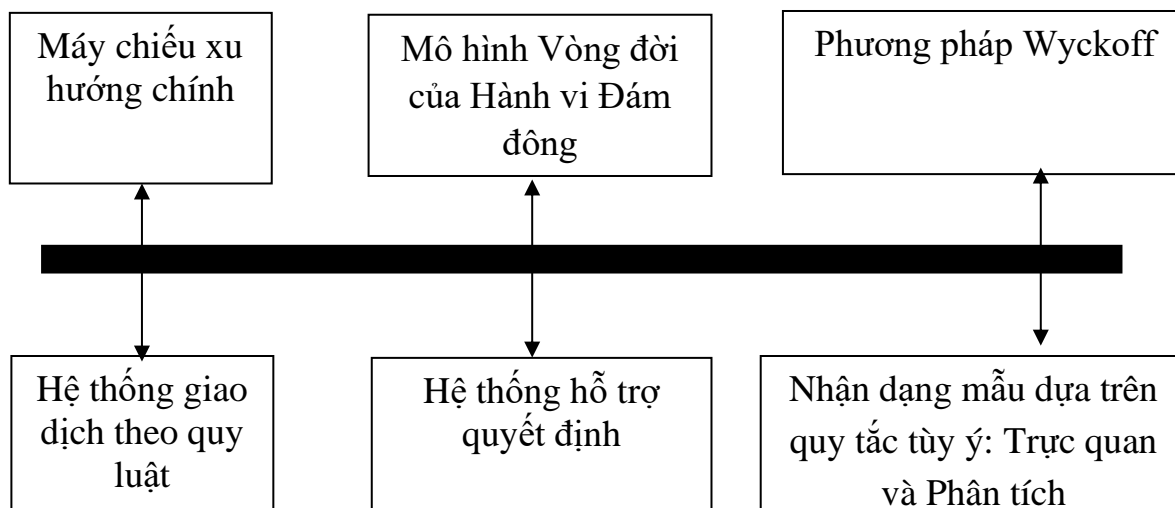 Máy chiếu xu
hướng chính
Mô hình Vòng đời
của Hành vi Đám
đông
Phương pháp Wyckoff
Hệ thống giao
dịch theo quy
luật
Hệ thống hỗ trợ
quyết định
Nhận dạng mẫu dựa trên
quy tắc tùy ý: Trực quan
và Phân tích